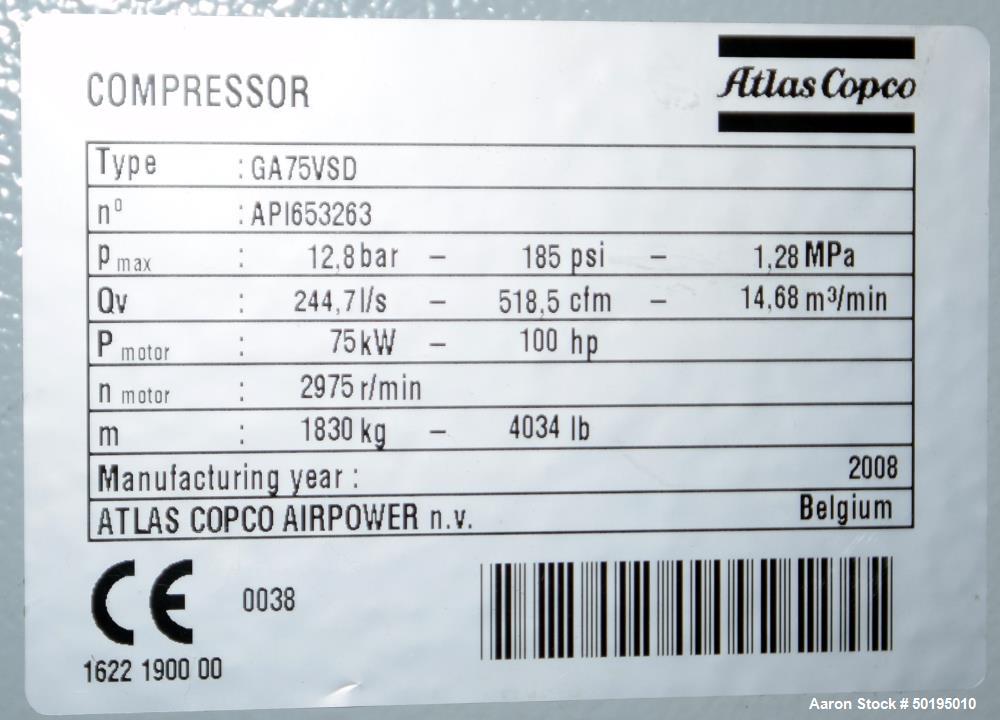 COMPRESSOR
Atlas Copco
Type : GA75VSD
nº : API653263
P max : 12,8 bar – 185 psi – 1,28 MPa
Qv : 244,7 l/s – 518,5 cfm – 14,68 m³/min
P motor : 75 kW – 100 hp
n motor : 2975 r/min
m : 1830 kg – 4034 lb
Manufacturing year : 2008
ATLAS COPCO AIRPOWER n.v. Belgium
CE 0038
1622 1900 00
Aaron Stock # 50195010